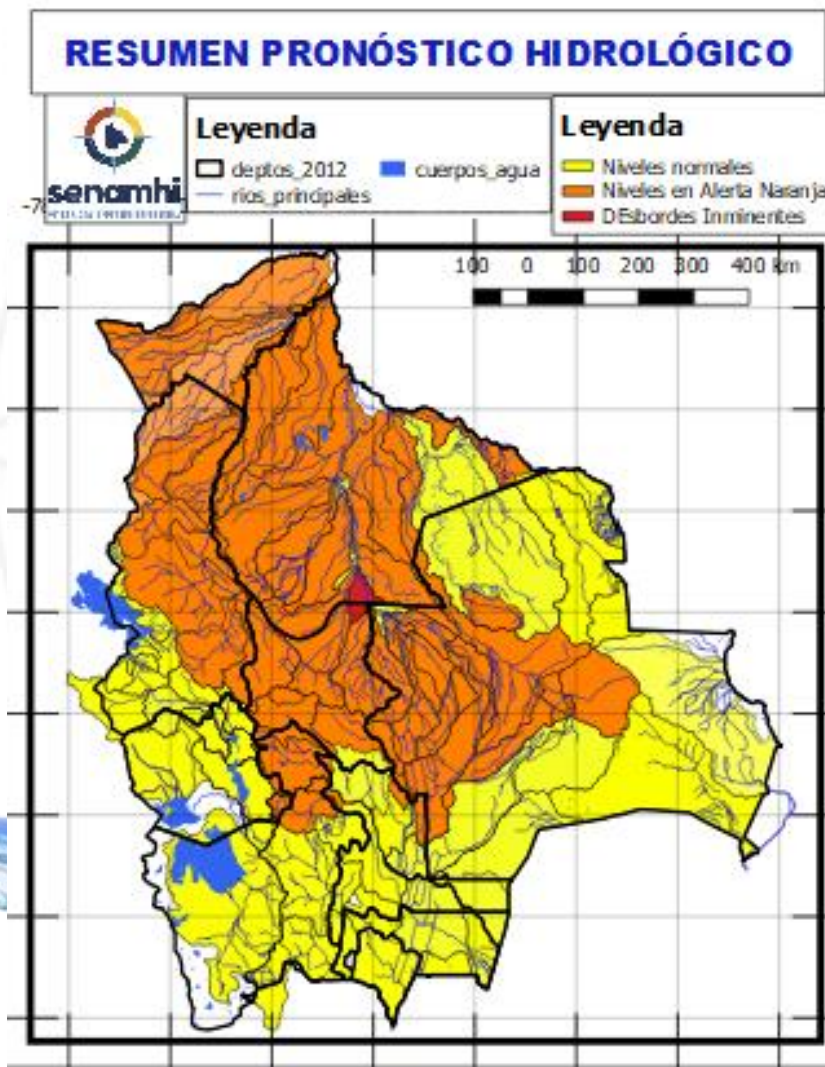 RESUMEN PRONÓSTICO HIDROLÓGICO
senamhi
Leyenda
deptos_2012
cuerpos_agua
rios_principales
Leyenda
Niveles normales
Niveles en Alerta Naranja
DEsbordes Inminentes
100 0 100 200 300 400 km